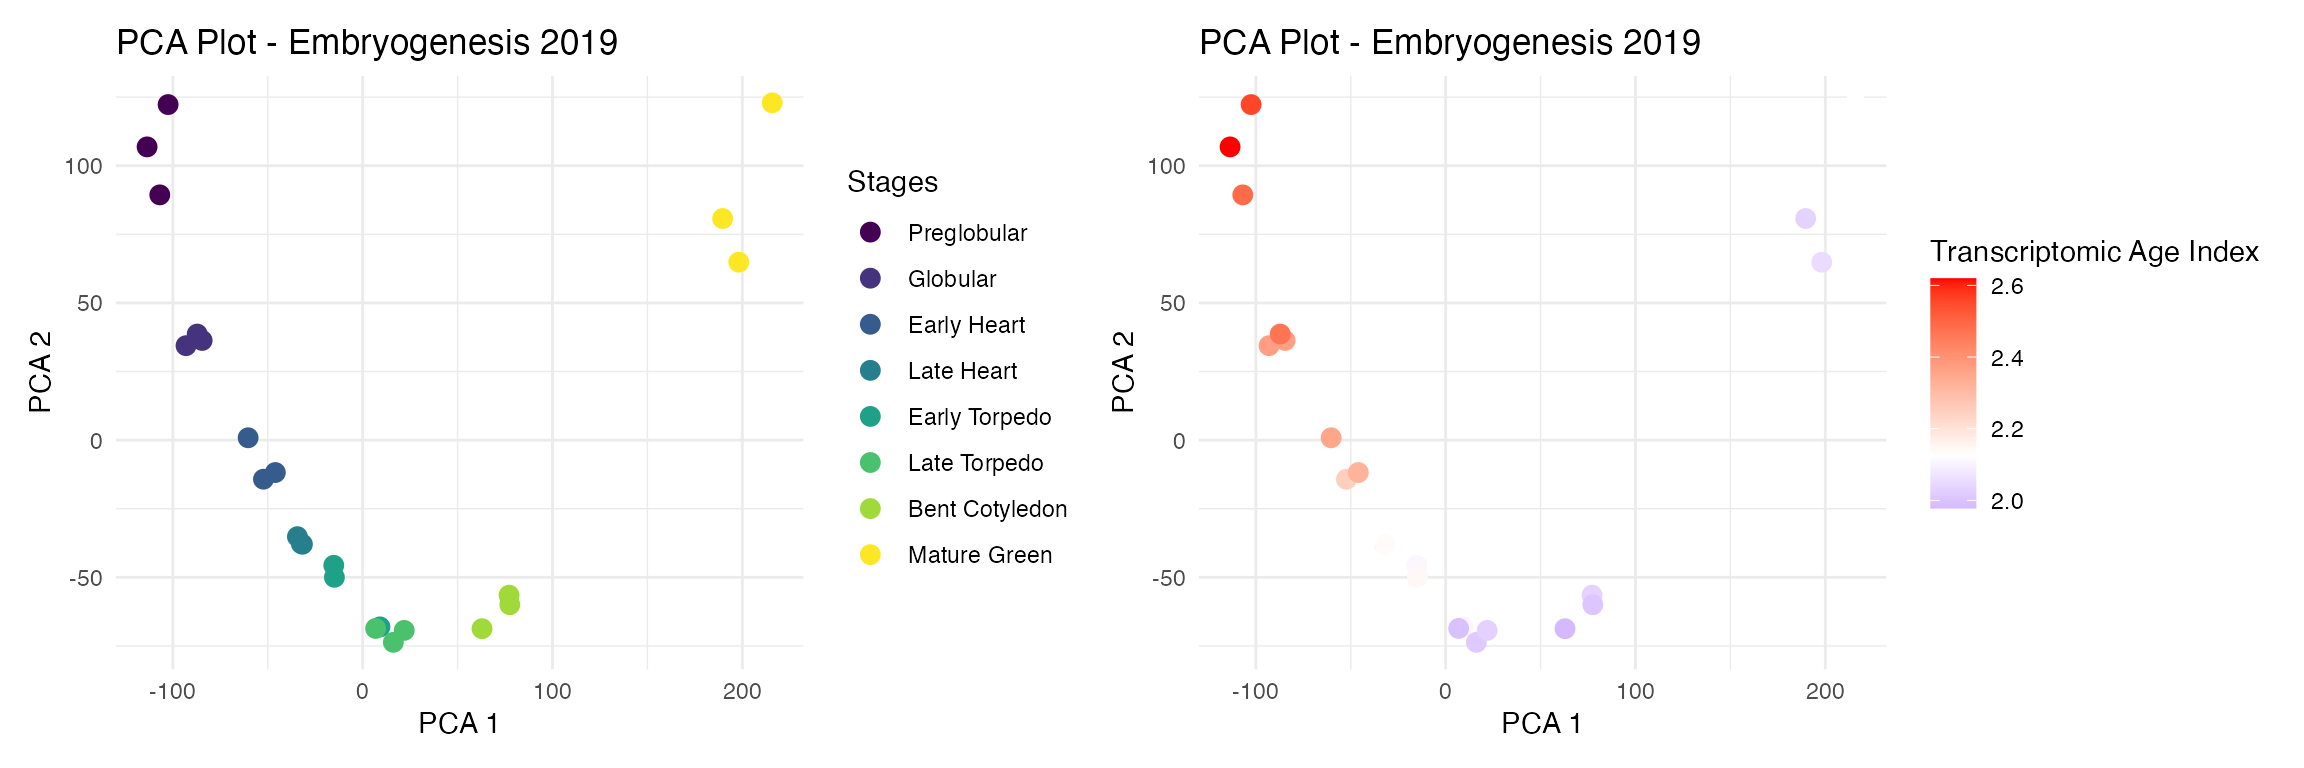 PCA Plot - Embryogenesis 2019
PCA 2
100
50
0
-50
-100
0
100
200
PCA 1
Stages
Preglobular
Globular
Early Heart
Late Heart
Early Torpedo
Late Torpedo
Bent Cotyledon
Mature Green
PCA Plot - Embryogenesis 2019
PCA 2
100
50
0
-50
-100
0
100
200
PCA 1
Transcriptomic Age Index
2.6
2.4
2.2
2.0